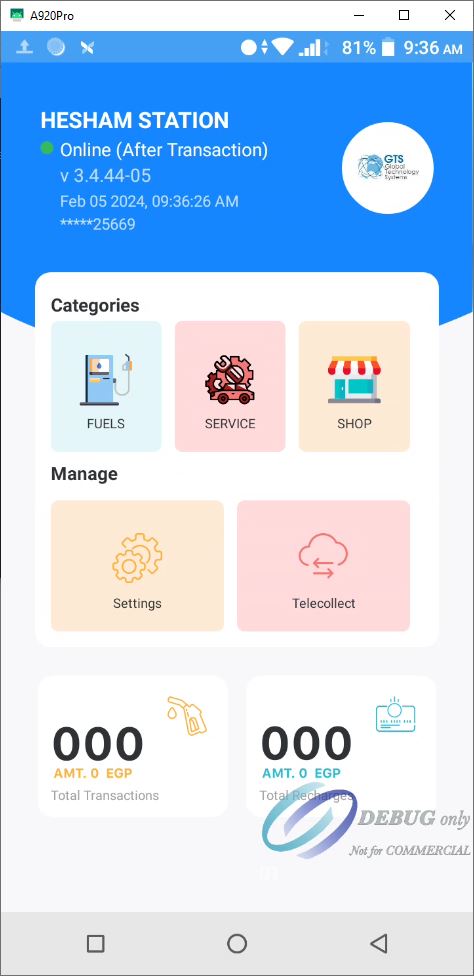 A920Pro
81% 9:36 AM
HESHAM STATION
Online (After Transaction)
v 3.4.44-05
Feb 05 2024, 09:36:26 AM
*****25669
GTS
Global
Technology
Systems
Categories
FUELS
SERVICE
SHOP
Manage
Settings
Telecollect
000
AMT. 0 EGP
Total Transactions
000
AMT. 0 EGP
Total Recharges
DEBUG only
Not for COMMERCIAL